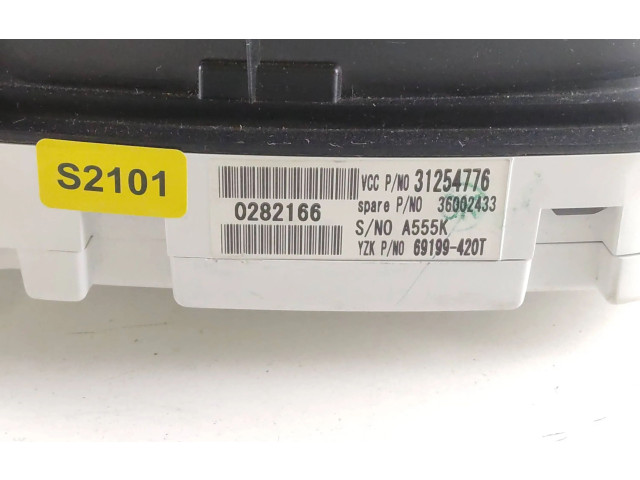 S2101
0282166
VCC P/NO 31254776
spare P/NO 36002433
S/NO A555K
YZK P/NO 69199-420T